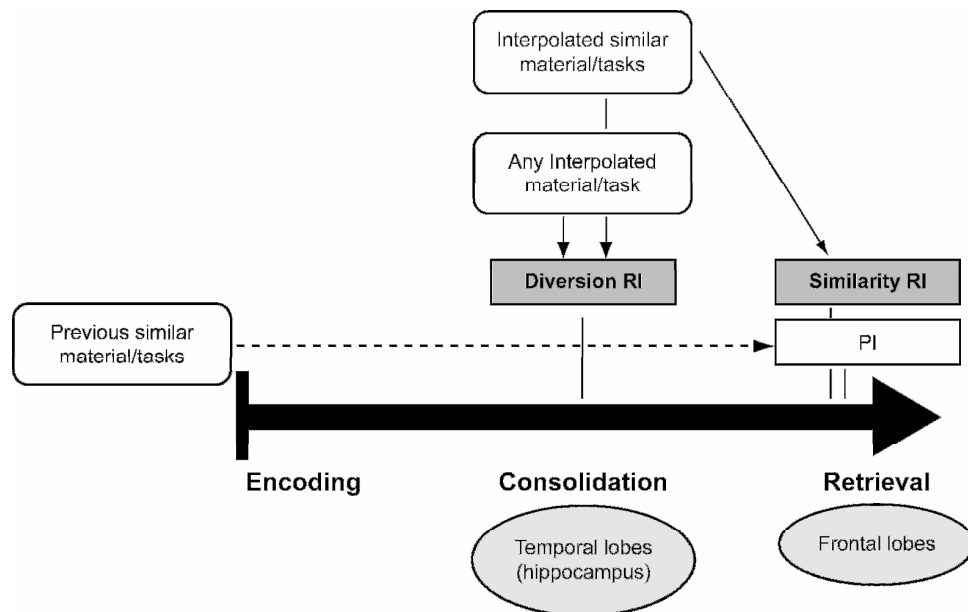 Interpolated similar
material/tasks
Any Interpolated
material/task
Diversion RI
Similarity RI
Previous similar
material/tasks
PI
Encoding
Consolidation
Retrieval
Temporal lobes
(hippocampus)
Frontal lobes